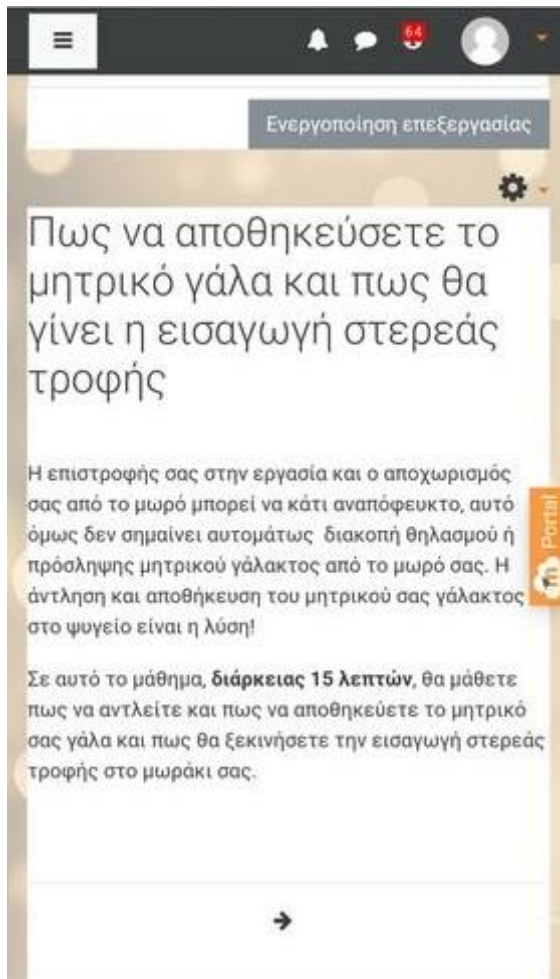 64
Ενεργοποίηση επεξεργασίας
Πως να αποθηκεύσετε το
μητρικό γάλα και πως θα
γίνει η εισαγωγή στερεάς
τροφής
Η επιστροφής σας στην εργασία και ο αποχωρισμός
σας από το μωρό μπορεί να κάτι αναπόφευκτο, αυτό
όμως δεν σημαίνει αυτομάτως διακοπή θηλασμού ή
πρόσληψης μητρικού γάλακτος από το μωρό σας. Η
άντληση και αποθήκευση του μητρικού σας γάλακτος
στο ψυγείο είναι η λύση!
Σε αυτό το μάθημα, διάρκειας 15 λεπτών, θα μάθετε
πως να αντλείτε και πως να αποθηκεύετε το μητρικό
σας γάλα και πως θα ξεκινήσετε την εισαγωγή στερεάς
τροφής στο μωράκι σας.
Portal